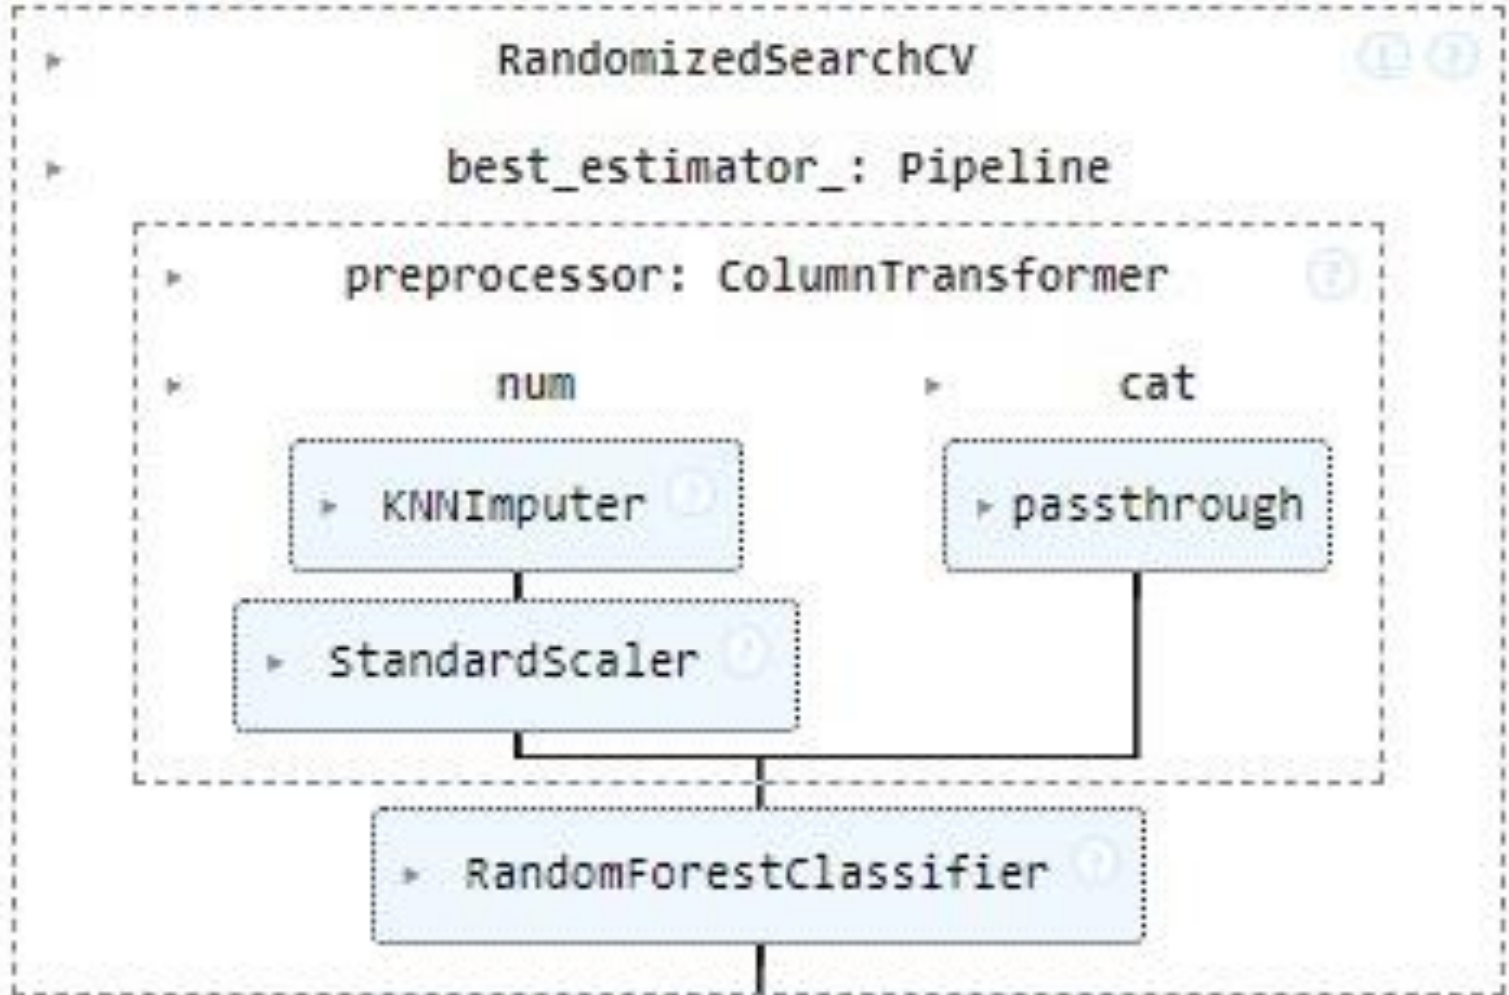 RandomizedSearchCV
best_estimator_: Pipeline
preprocessor: ColumnTransformer
?
num
cat
KNNImputer
passthrough
StandardScaler
?
RandomForestClassifier
?